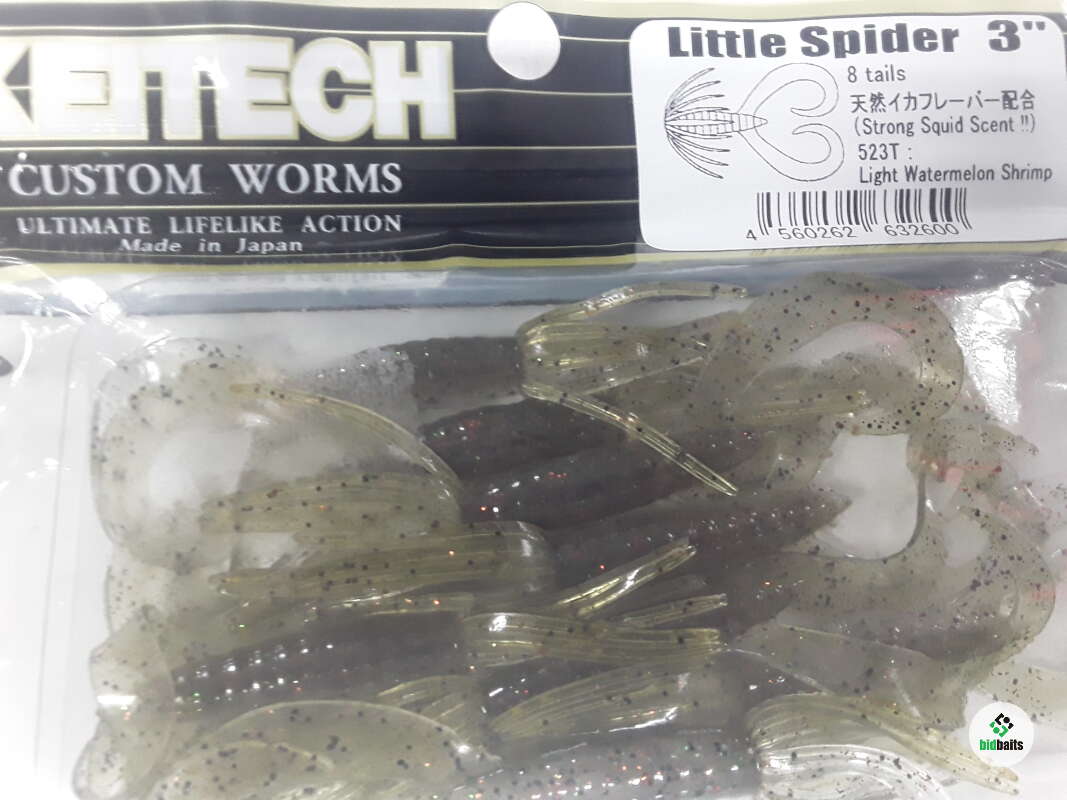 KEITECH
CUSTOM WORMS
ULTIMATE LIFELIKE ACTION
Made in Japan
Little Spider 3"
8 tails
天然イカフレーバー配合
(Strong Squid Scent !!)
523T :
Light Watermelon Shrimp
4 560262 632600
bidbaits